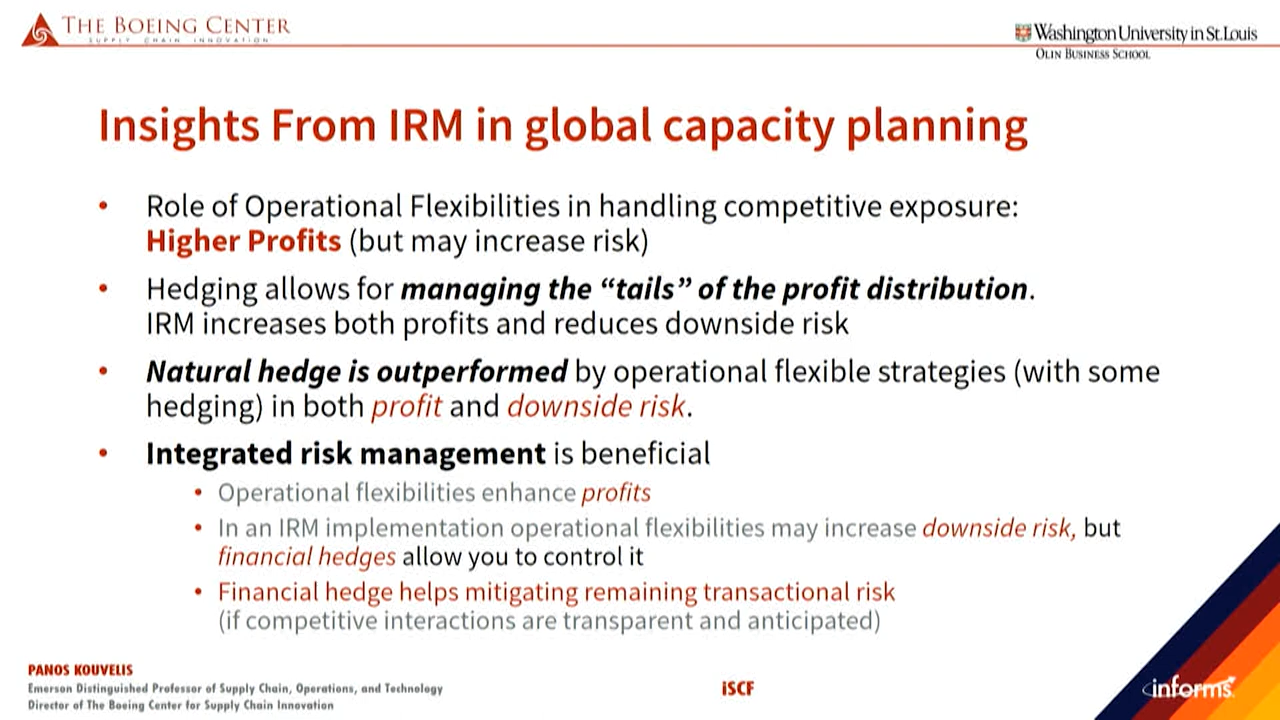 THE BOEING CENTER
SUPPLY CHAIN INNOVATION
Washington University in St. Louis
OLIN BUSINESS SCHOOL
Insights From IRM in global capacity planning
• Role of Operational Flexibilities in handling competitive exposure:
Higher Profits (but may increase risk)
• Hedging allows for managing the “tails” of the profit distribution.
IRM increases both profits and reduces downside risk
• Natural hedge is outperformed by operational flexible strategies (with some
hedging) in both profit and downside risk.
• Integrated risk management is beneficial
• Operational flexibilities enhance profits
• In an IRM implementation operational flexibilities may increase downside risk, but
financial hedges allow you to control it
• Financial hedge helps mitigating remaining transactional risk
(if competitive interactions are transparent and anticipated)
PANOS KOUVELIS
Emerson Distinguished Professor of Supply Chain, Operations, and Technology
Director of The Boeing Center for Supply Chain Innovation
iSCF
informs